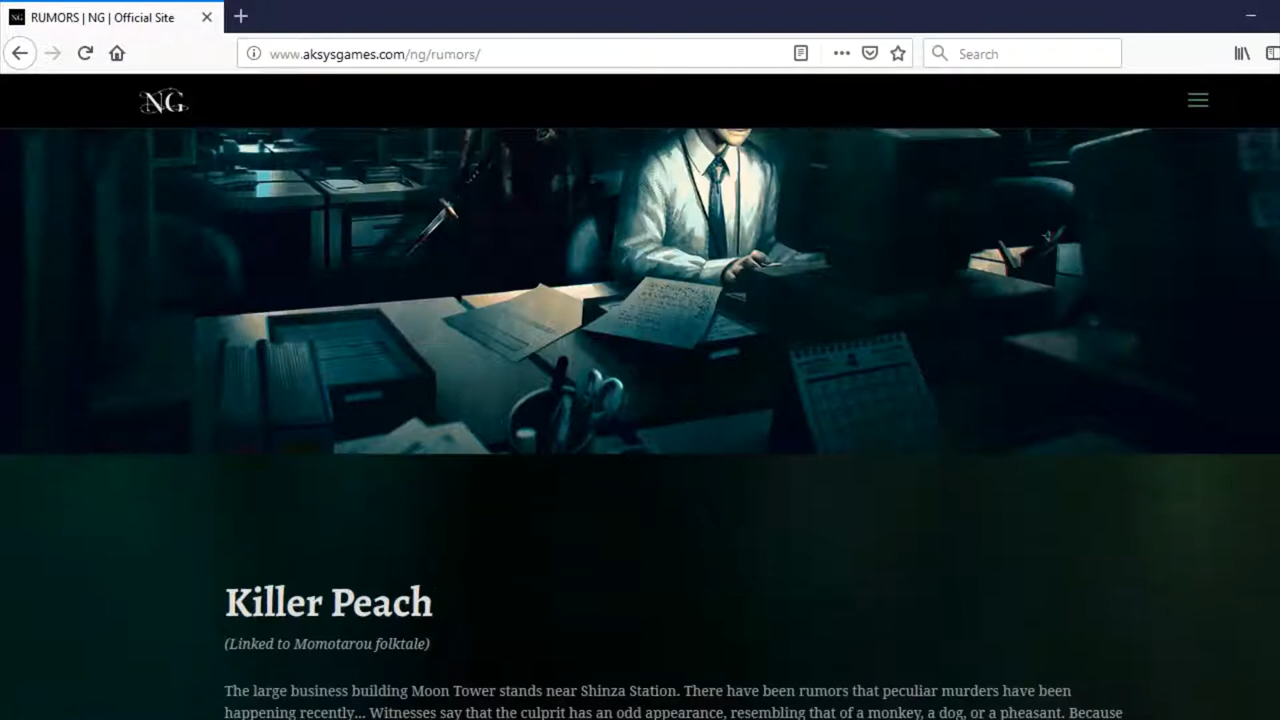 RUMORS | NG | Official Site
www.aksysgames.com/ng/rumors/
Search
NG
Killer Peach
(Linked to Momotarou folktale)
The large business building Moon Tower stands near Shinza Station. There have been rumors that peculiar murders have been
happening recently... Witnesses say that the culprit has an odd appearance, resembling that of a monkey, a dog, or a pheasant. Because